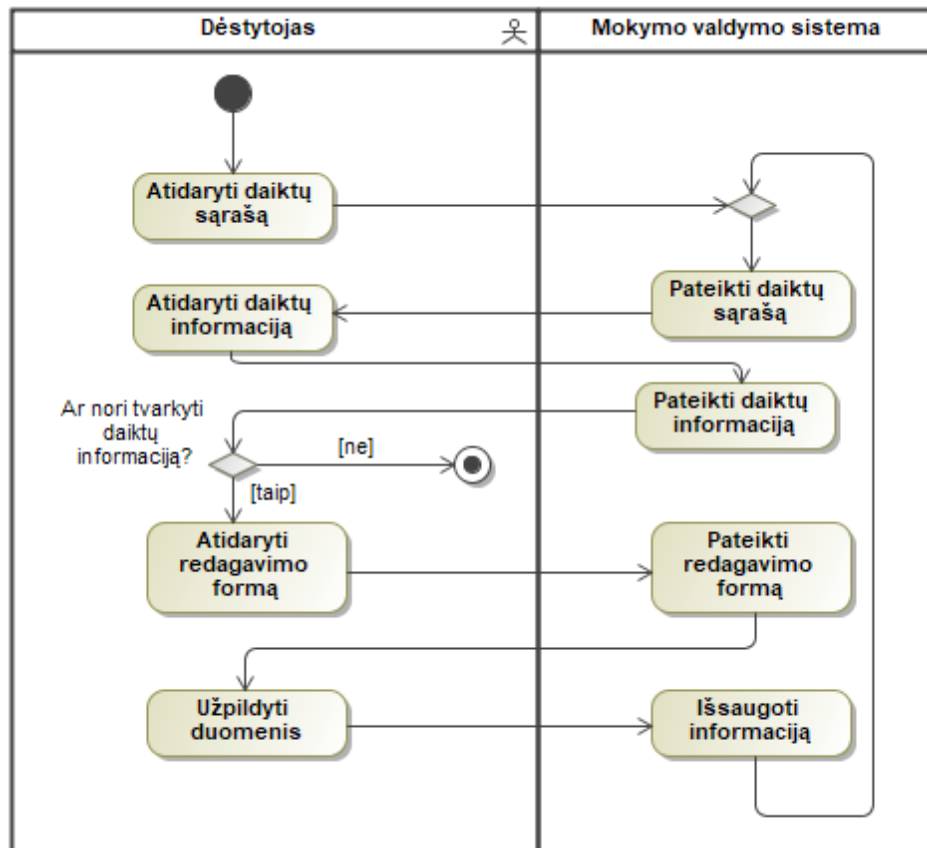 Dėstytojas
Mokymo valdymo sistema
Atidaryti daiktų
sąrašą
Pateikti daiktų
sąrašą
Atidaryti daiktų
informaciją
Pateikti daiktų
informaciją
Ar nori tvarkyti
daiktų
informaciją?
[ne]
[taip]
Atidaryti
redagavimo
formą
Pateikti
redagavimo
formą
Užpildyti
duomenis
Išsaugoti
informaciją